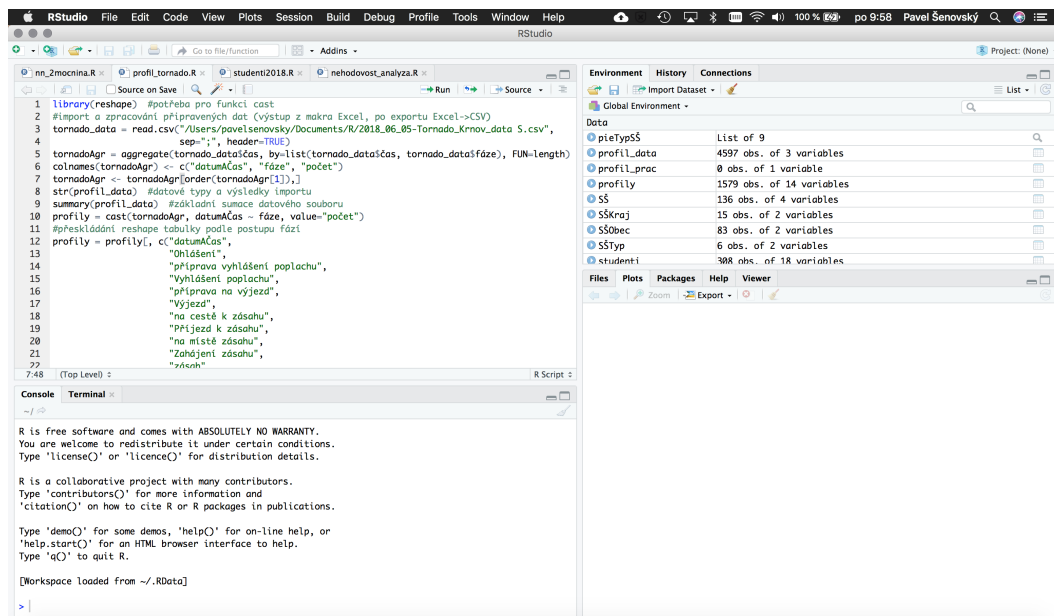 RStudio File Edit Code View Plots Session Build Debug Profile Tools Window Help 100 % po 9:58 Pavel Šenovský
RStudio
Go to file/function Addins Project: (None)
nn_2mocnina.R × profil_tornado.R × studenti2018.R × nehodovost_analyza.R ×
Source on Save Run Source
1 library(reshape) #potřeba pro funkci cast
2 #import a zpracování připravených dat (výstup z makra Excel, po exportu Excel->CSV)
3 tornado_data = read.csv("/Users/pavelsenovsky/Documents/R/2018_06_05-Tornado_Krnov_data S.csv",
4 sep=";", header=TRUE)
5 tornadoAgr = aggregate(tornado_data$čas, by=list(tornado_data$čas, tornado_data$fáze), FUN=length)
6 colnames(tornadoAgr) <- c("datumAČas", "fáze", "počet")
7 tornadoAgr <- tornadoAgr[order(tornadoAgr[1]),]
8 str(profil_data) #datové typy a výsledky importu
9 summary(profil_data) #základní sumace datového souboru
10 profily = cast(tornadoAgr, datumAČas ~ fáze, value="počet")
11 #přeskládání reshape tabulky podle postupu fází
12 profily = profily[, c("datumAČas",
13 "Ohlášení",
14 "příprava vyhlášení poplachu",
15 "Vyhlášení poplachu",
16 "příprava na výjezd",
17 "Výjezd",
18 "na cestě k zásahu",
19 "Příjezd k zásahu",
20 "na místě zásahu",
21 "Zahájení zásahu",
22 "zásah"
7:48 (Top Level) R Script
Console Terminal ×
~/
R is free software and comes with ABSOLUTELY NO WARRANTY.
You are welcome to redistribute it under certain conditions.
Type 'license()' or 'licence()' for distribution details.
R is a collaborative project with many contributors.
Type 'contributors()' for more information and
'citation()' on how to cite R or R packages in publications.
Type 'demo()' for some demos, 'help()' for on-line help, or
'help.start()' for an HTML browser interface to help.
Type 'q()' to quit R.
[Workspace loaded from ~/.RData]
>
Environment History Connections
Import Dataset List
Global Environment
Data
pieTypSŠ List of 9
profil_data 4597 obs. of 3 variables
profil_prac 0 obs. of 1 variable
profily 1579 obs. of 14 variables
SŠ 136 obs. of 4 variables
SŠKraj 15 obs. of 2 variables
SŠObec 83 obs. of 2 variables
SŠTyp 6 obs. of 2 variables
studenti 308 obs. of 18 variables
Files Plots Packages Help Viewer
Zoom Export